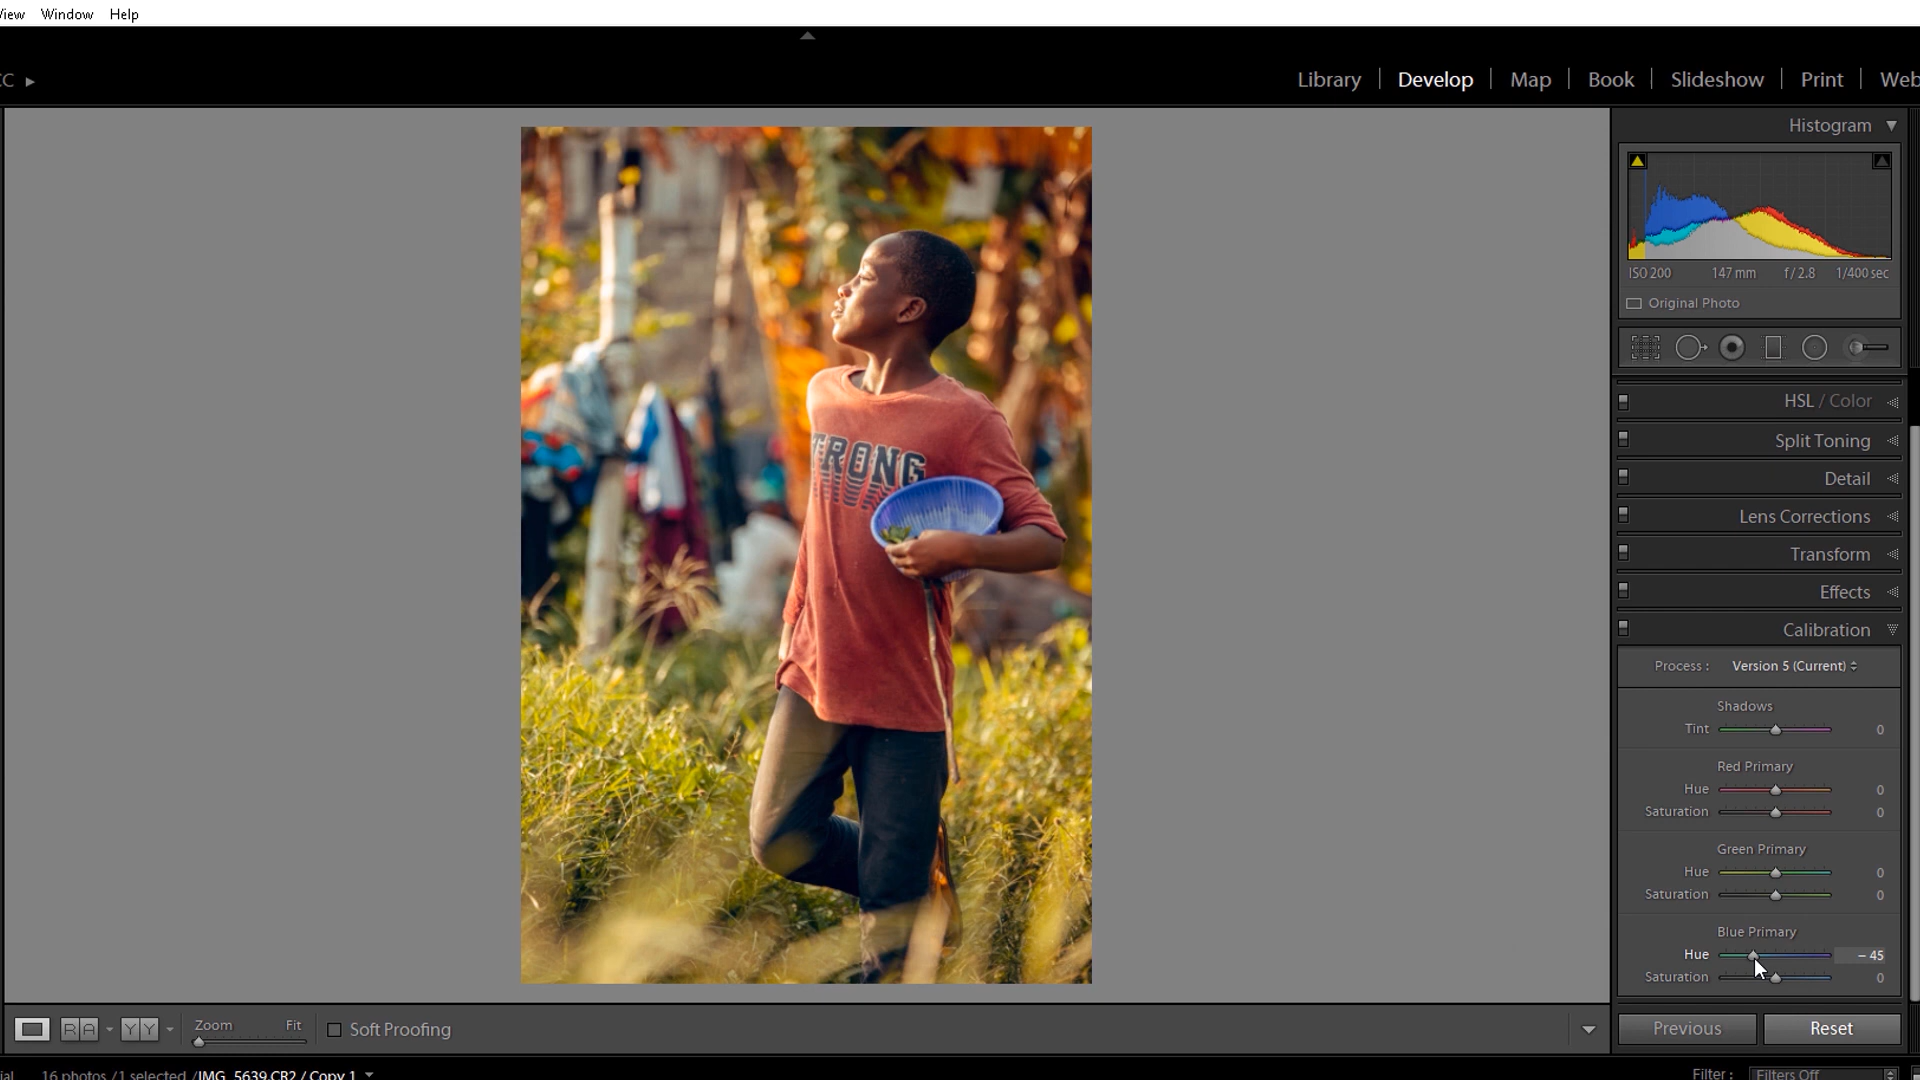 View Window Help
CC
Library | Develop | Map | Book | Slideshow | Print | Web
Histogram
ISO 200 147 mm f / 2.8 1/400 sec
Original Photo
HSL / Color
Split Toning
Detail
Lens Corrections
Transform
Effects
Calibration
Process : Version 5 (Current)
Shadows
Tint 0
Red Primary
Hue 0
Saturation 0
Green Primary
Hue 0
Saturation 0
Blue Primary
Hue – 45
Saturation 0
TRONG
R A Y Y Zoom Fit Soft Proofing
Previous Reset
ial 16 photos / 1 selected / IMG_5639.CR2 / Copy 1
Filter : Filters Off